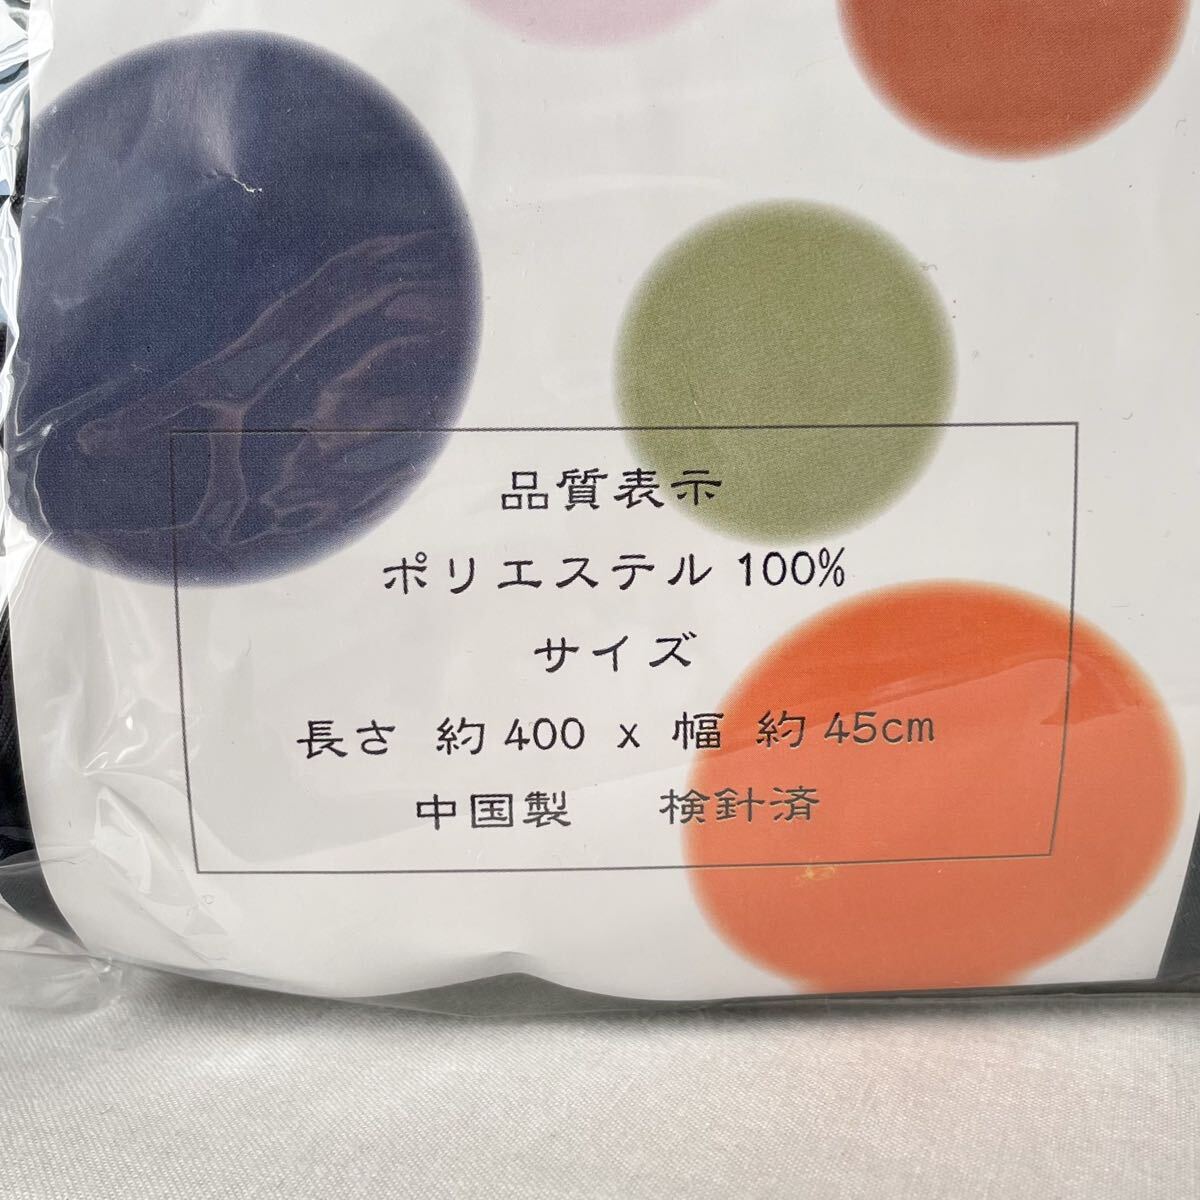 品質表示
ポリエステル 100%
サイズ
長さ 約 400 x 幅 約 45cm
中国製 検針済